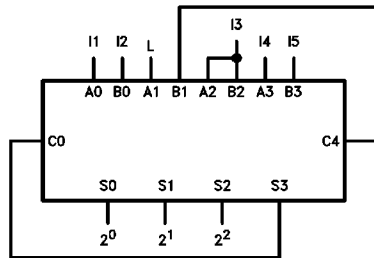 I3
I1 I2 L I4 I5
A0 B0 A1 B1 A2 B2 A3 B3
C0 C4
S0 S1 S2 S3
2⁰ 2¹ 2²